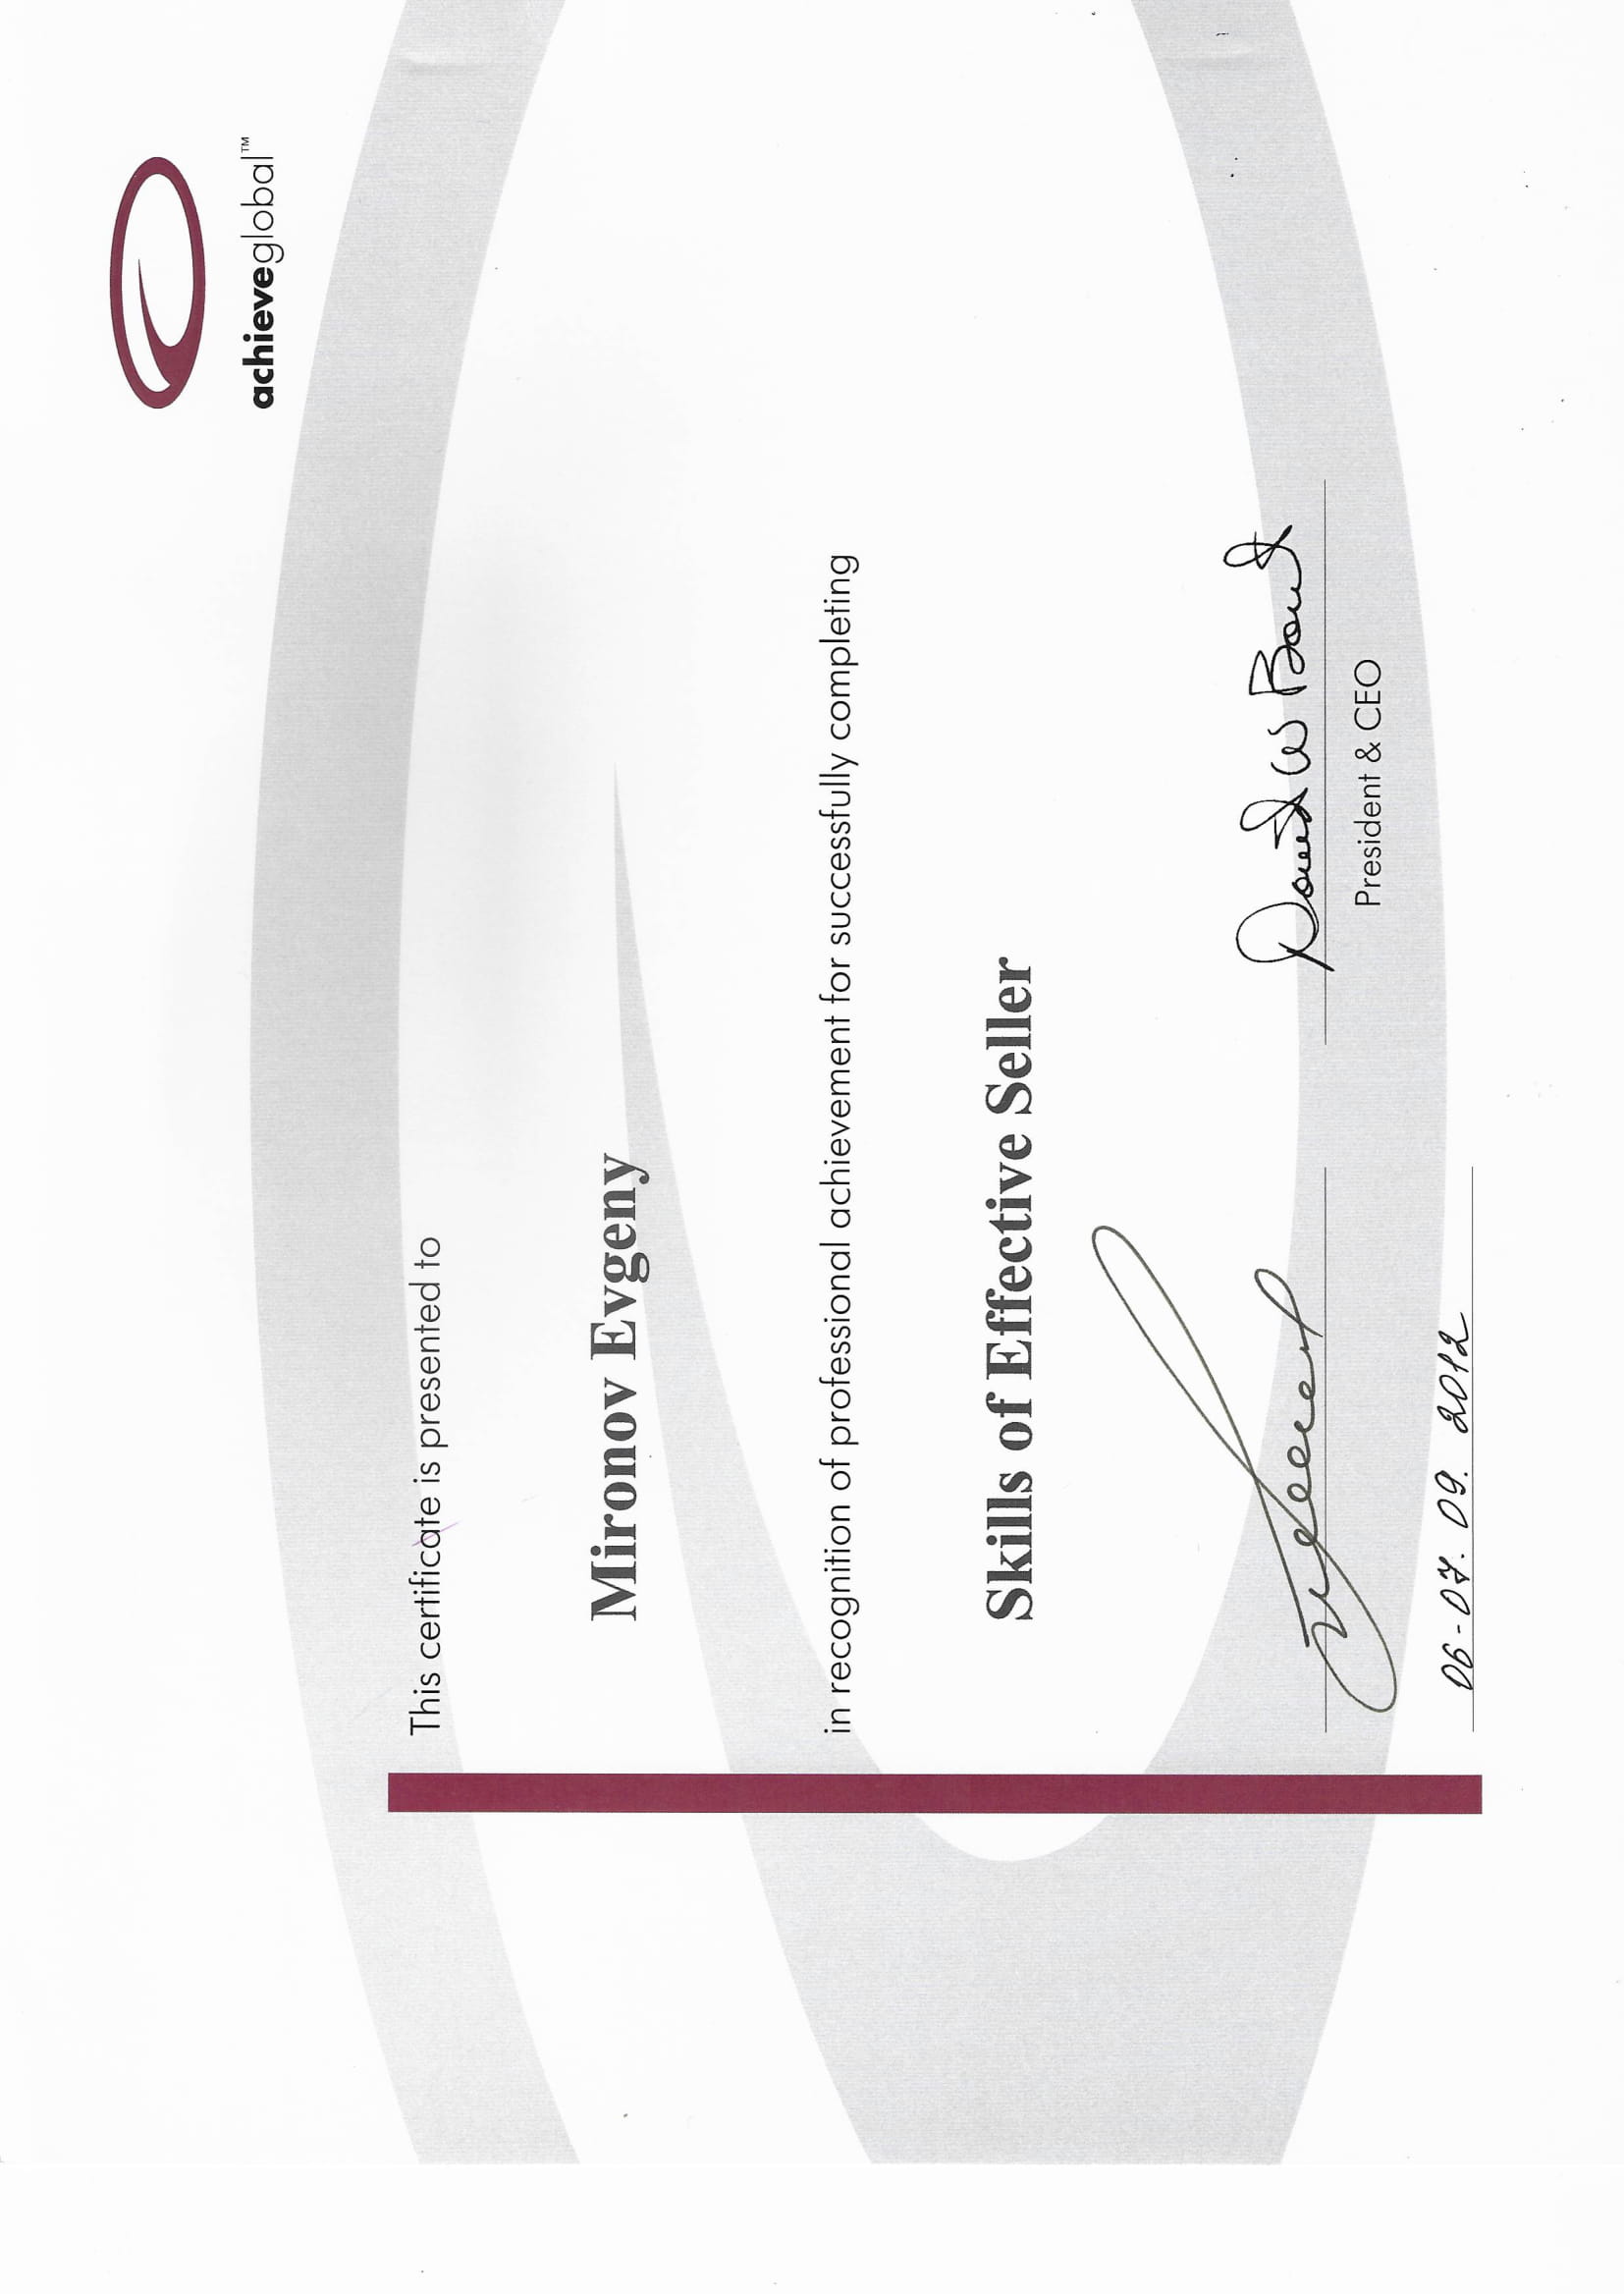 achieveglobal™
This certificate is presented to
Mironov Evgeny
in recognition of professional achievement for successfully completing
Skills of Effective Seller
David W
President & CEO
06-07. 09. 2012